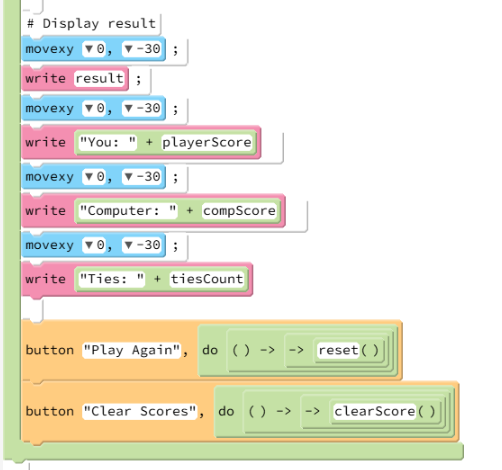 # Display result
movexy ▼0, ▼-30 ;
write result ;
movexy ▼0, ▼-30 ;
write "You: " + playerScore
movexy ▼0, ▼-30 ;
write "Computer: " + compScore
movexy ▼0, ▼-30 ;
write "Ties: " + tiesCount
button "Play Again", do () -> -> reset()
button "Clear Scores", do () -> -> clearScore()